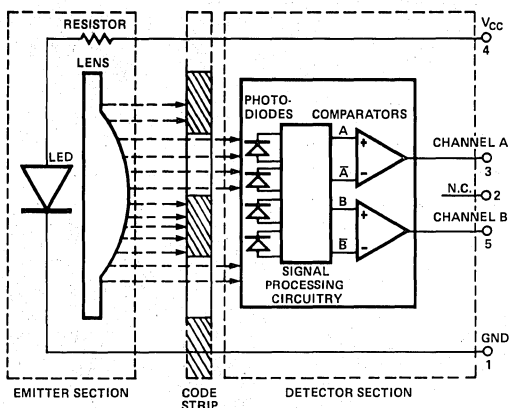 RESISTOR
VCC
4
LENS
PHOTO-
DIODES
COMPARATORS
LED
A
+
CHANNEL A
3
A̅
−
N.C.
2
B
+
CHANNEL B
5
B̅
−
SIGNAL
PROCESSING
CIRCUITRY
GND
1
EMITTER SECTION
CODE
STRIP
DETECTOR SECTION